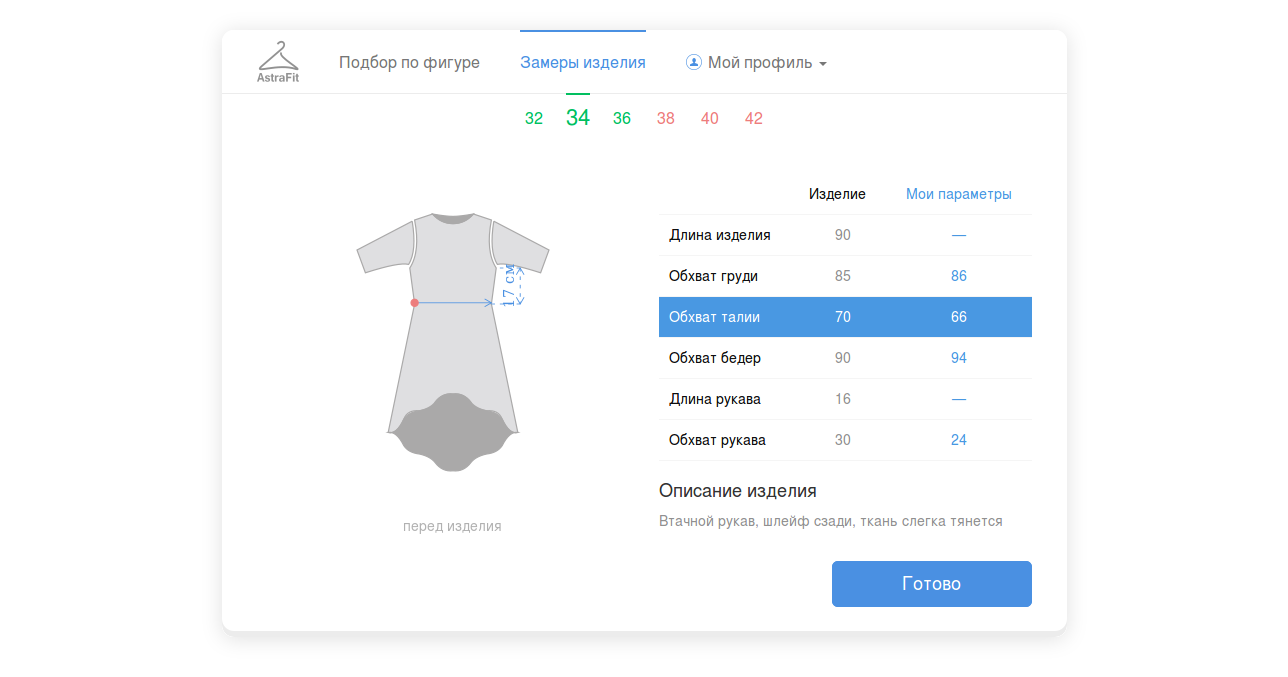 AstraFit
Подбор по фигуре Замеры изделия Мой профиль
32 34 36 38 40 42
Изделие Мои параметры
Длина изделия 90 —
Обхват груди 85 86
Обхват талии 70 66
Обхват бедер 90 94
Длина рукава 16 —
Обхват рукава 30 24
17 см
перед изделия
Описание изделия
Втачной рукав, шлейф сзади, ткань слегка тянется
Готово